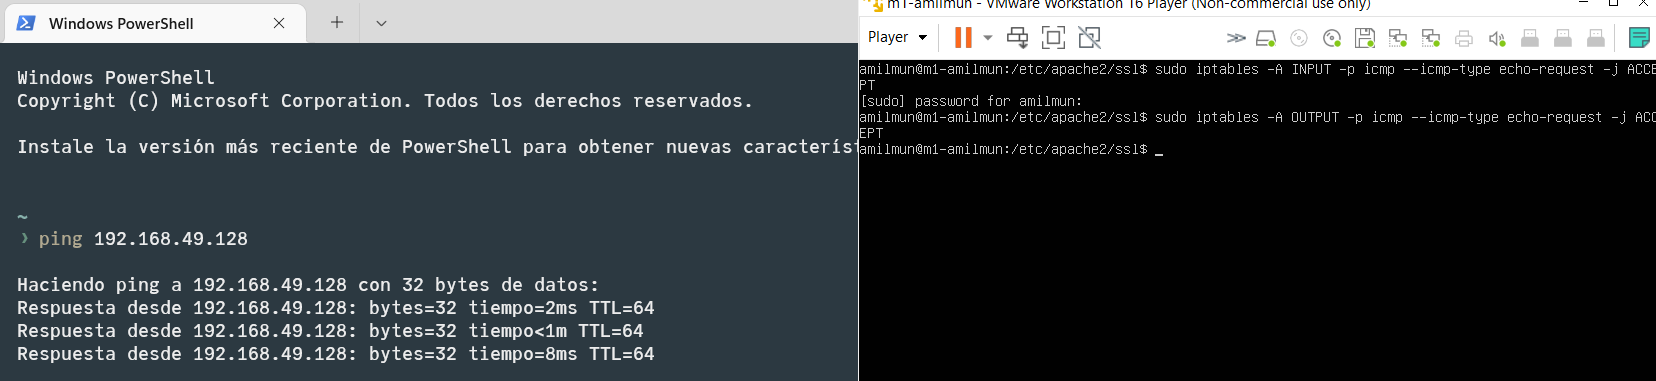 Windows PowerShell
Windows PowerShell
Copyright (C) Microsoft Corporation. Todos los derechos reservados.
Instale la versión más reciente de PowerShell para obtener nuevas característ
~
❯ ping 192.168.49.128
Haciendo ping a 192.168.49.128 con 32 bytes de datos:
Respuesta desde 192.168.49.128: bytes=32 tiempo=2ms TTL=64
Respuesta desde 192.168.49.128: bytes=32 tiempo<1m TTL=64
Respuesta desde 192.168.49.128: bytes=32 tiempo=8ms TTL=64
m1-amilmun - VMware Workstation 16 Player (Non-commercial use only)
Player
amilmun@m1-amilmun:/etc/apache2/ssl$ sudo iptables -A INPUT -p icmp --icmp-type echo-request -j ACCE
PT
[sudo] password for amilmun:
amilmun@m1-amilmun:/etc/apache2/ssl$ sudo iptables -A OUTPUT -p icmp --icmp-type echo-request -j ACC
EPT
amilmun@m1-amilmun:/etc/apache2/ssl$ _